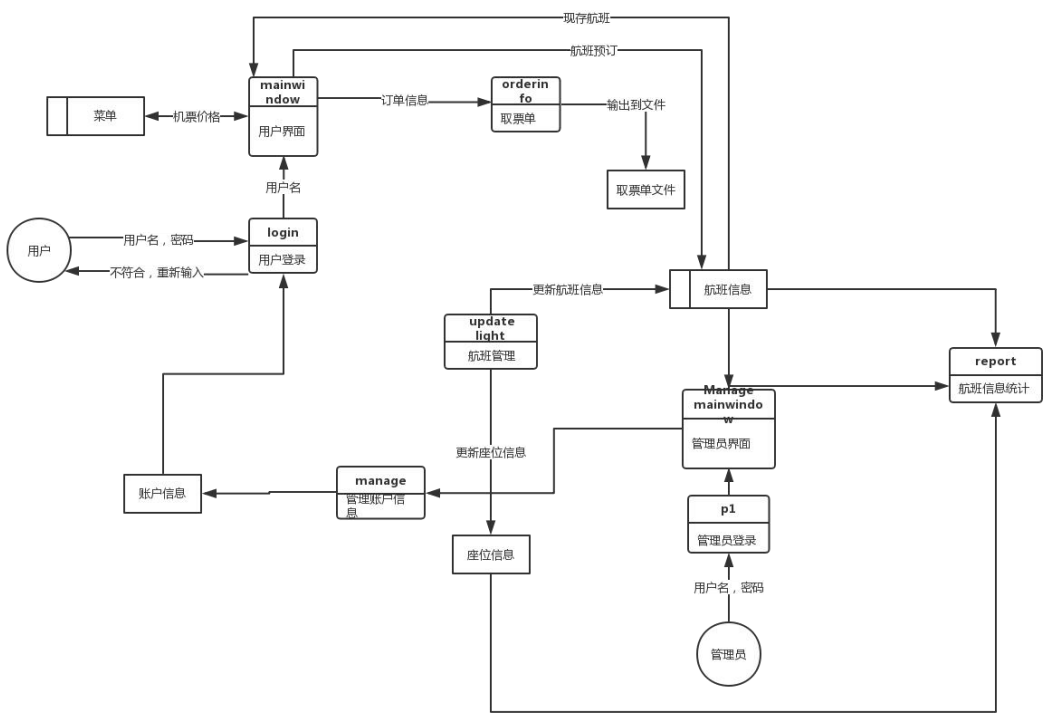 现存航班
航班预订
mainwi
ndow
用户界面
订单信息
orderin
fo
取票单
输出到文件
菜单
机票价格
取票单文件
用户名
用户
用户名，密码
不符合，重新输入
login
用户登录
更新航班信息
航班信息
update
light
航班管理
report
航班信息统计
Manage
mainwindo
w
管理员界面
更新座位信息
账户信息
manage
管理账户信
息
p1
管理员登录
座位信息
用户名，密码
管理员